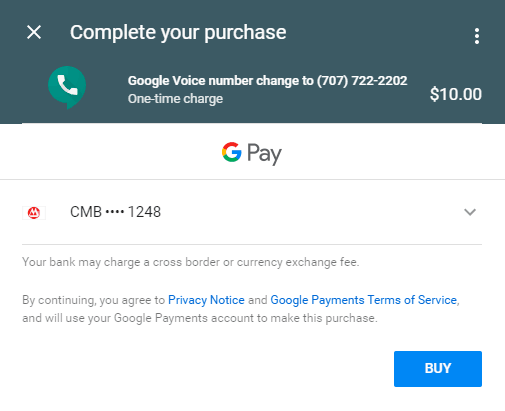 Complete your purchase
Google Voice number change to (707) 722-2202
One-time charge
$10.00
G Pay
CMB •••• 1248
Your bank may charge a cross border or currency exchange fee.
By continuing, you agree to Privacy Notice and Google Payments Terms of Service,
and will use your Google Payments account to make this purchase.
BUY